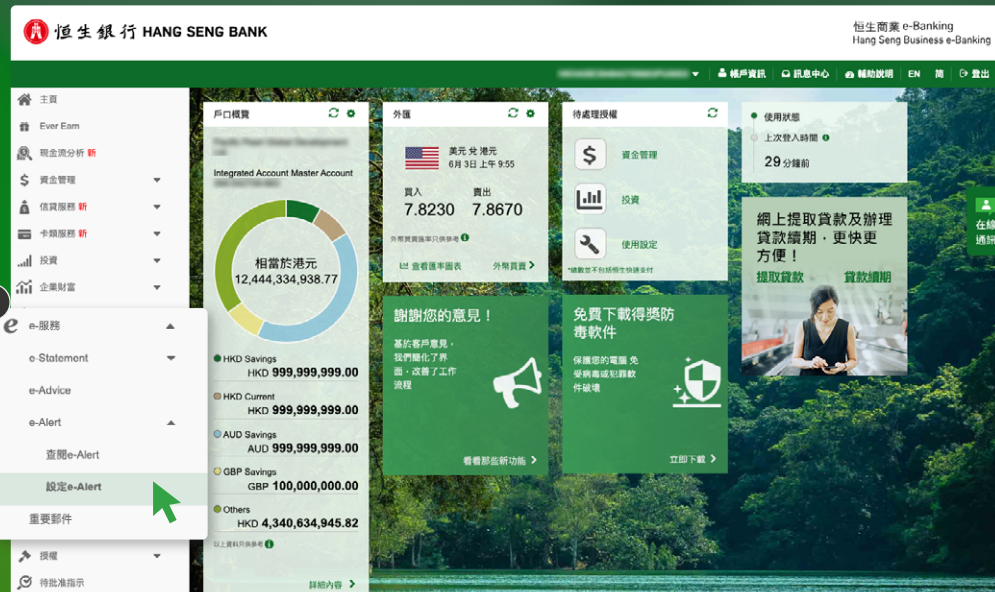 恒生銀行 HANG SENG BANK
恒生商業 e-Banking
Hang Seng Business e-Banking
帳戶資訊
訊息中心
輔助說明
EN
簡
登出
主頁
Ever Earn
現金流分析 新
資金管理
信貸服務 新
卡類服務 新
投資
企業財富
e-服務
e-Statement
e-Advice
e-Alert
查閱e-Alert
設定e-Alert
重要郵件
授權
待批准指示
戶口概覽
Integrated Account Master Account
相當於港元
12,444,334,938.77
HKD Savings
HKD 999,999,999.00
HKD Current
HKD 999,999,999.00
AUD Savings
AUD 999,999,999.00
GBP Savings
GBP 100,000,000.00
Others
HKD 4,340,634,945.82
以上資料只供參考
詳細內容
外匯
美元 兌 港元
6月3日 上午 9:55
買入
賣出
7.8230
7.8670
外幣買賣匯率只供參考
查看匯率圖表
外幣買賣
謝謝您的意見！
基於客戶意見，
我們簡化了界
面，改善了工作
流程
看看那些新功能
待處理授權
資金管理
投資
使用設定
*總數並不包括恒生快速支付
免費下載得獎防
毒軟件
保護您的電腦 免
受病毒或犯罪軟
件破壞
立即下載
使用狀態
上次登入時間
29 分鐘前
網上提取貸款及辦理
貸款續期，更快更
方便！
提取貸款
貸款續期
在線
通訊